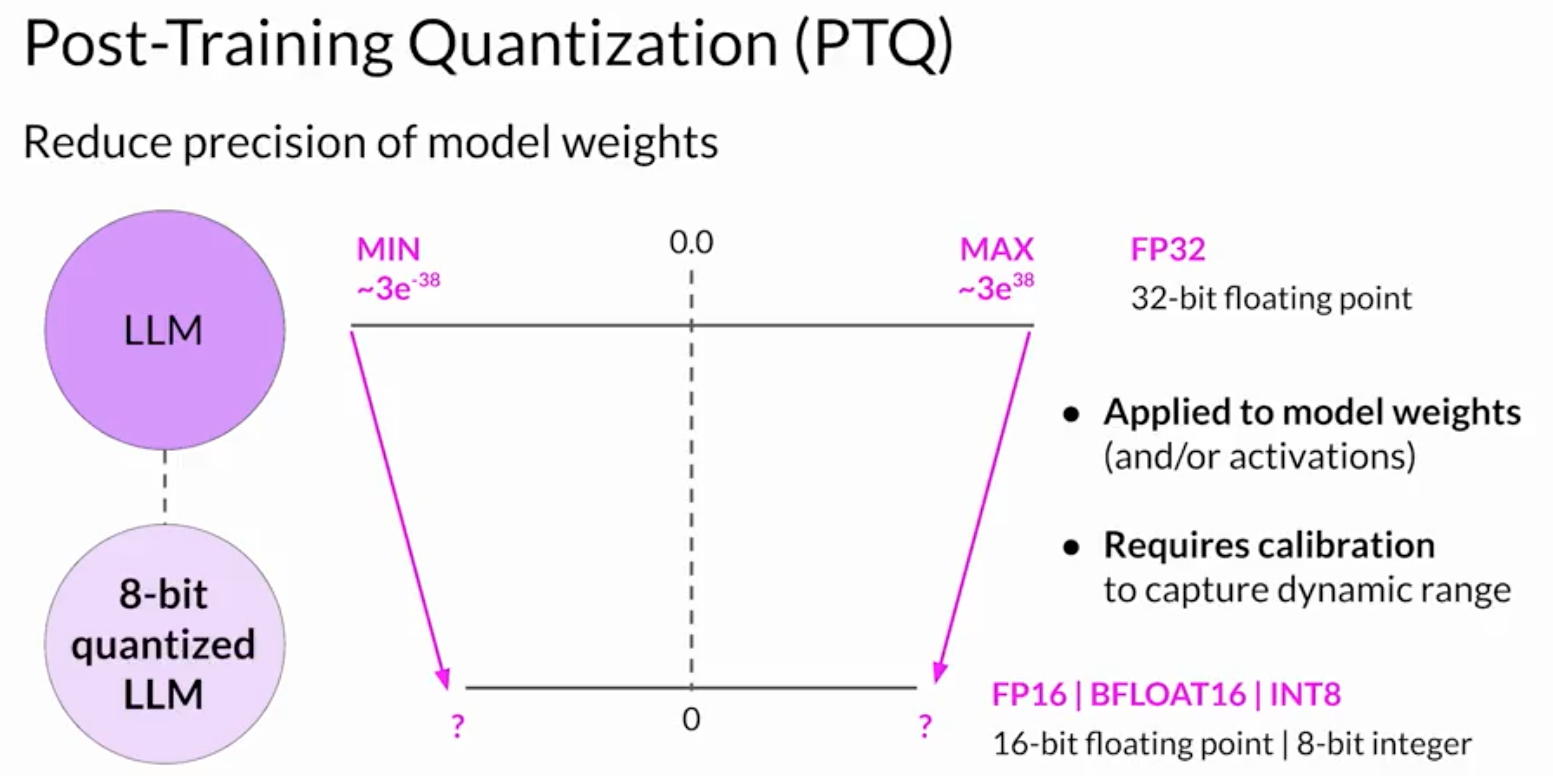 Post-Training Quantization (PTQ)
Reduce precision of model weights
LLM
8-bit
quantized
LLM
MIN
~3e⁻³⁸
0.0
MAX
~3e³⁸
FP32
32-bit floating point
● Applied to model weights
(and/or activations)
● Requires calibration
to capture dynamic range
?
0
?
FP16 | BFLOAT16 | INT8
16-bit floating point | 8-bit integer